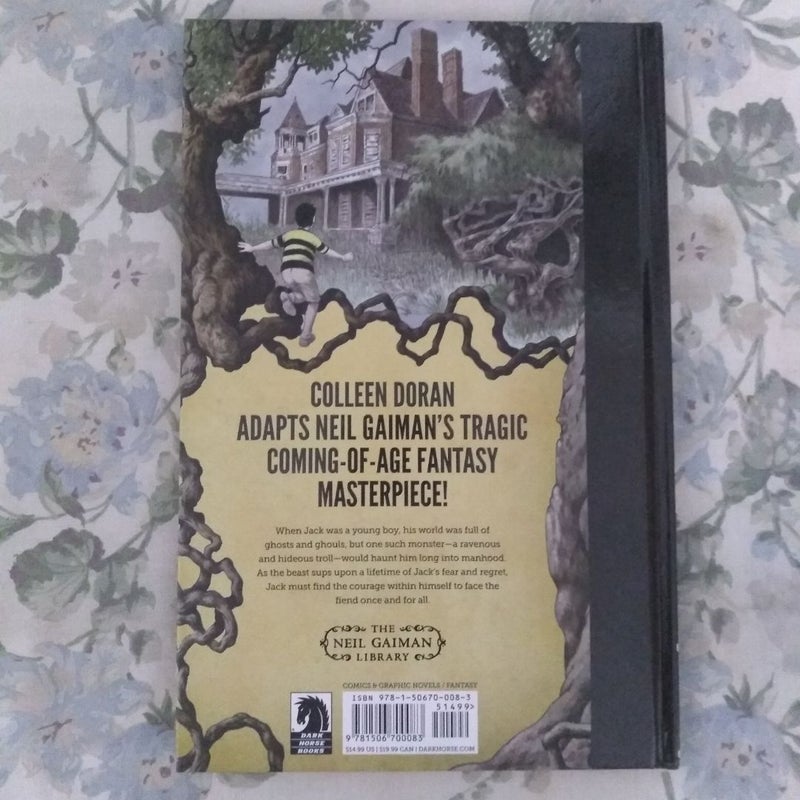 COLLEEN DORAN
ADAPTS NEIL GAIMAN'S TRAGIC
COMING-OF-AGE FANTASY
MASTERPIECE!
When Jack was a young boy, his world was full of
ghosts and ghouls, but one such monster—a ravenous
and hideous troll—would haunt him long into manhood.
As the beast sups upon a lifetime of Jack's fear and regret,
Jack must find the courage within himself to face the
fiend once and for all.
THE
NEIL GAIMAN
LIBRARY
COMICS & GRAPHIC NOVELS / FANTASY
ISBN 978-1-50670-008-3
51499>
9 781506 700083
$14.99 US | $19.99 CAN | DARKHORSE.COM
DARK
HORSE
BOOKS